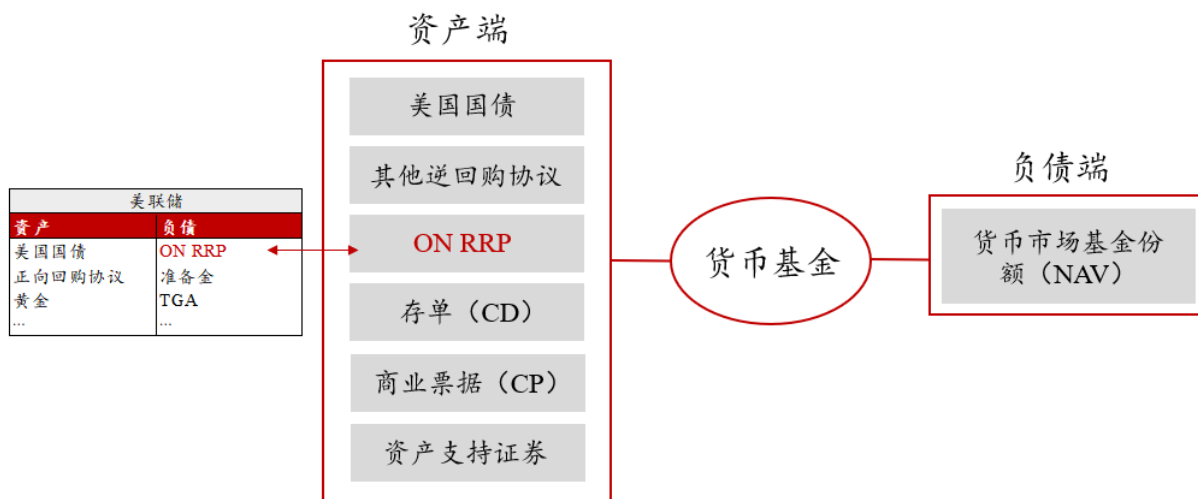 资产端
美国国债
其他逆回购协议
ON RRP
存单（CD）
商业票据（CP）
资产支持证券
美联储
资产 负债
美国国债 ON RRP
正向回购协议 准备金
黄金 TGA
... ...
货币基金
负债端
货币市场基金份
额（NAV）